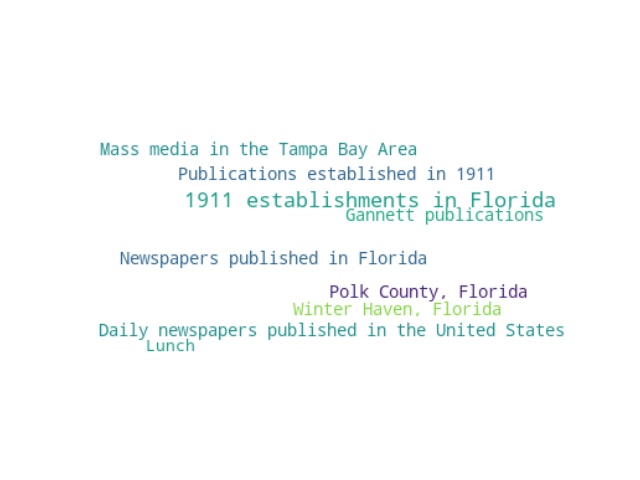 Mass media in the Tampa Bay Area
Publications established in 1911
1911 establishments in Florida
Gannett publications
Newspapers published in Florida
Polk County, Florida
Winter Haven, Florida
Daily newspapers published in the United States
Lunch